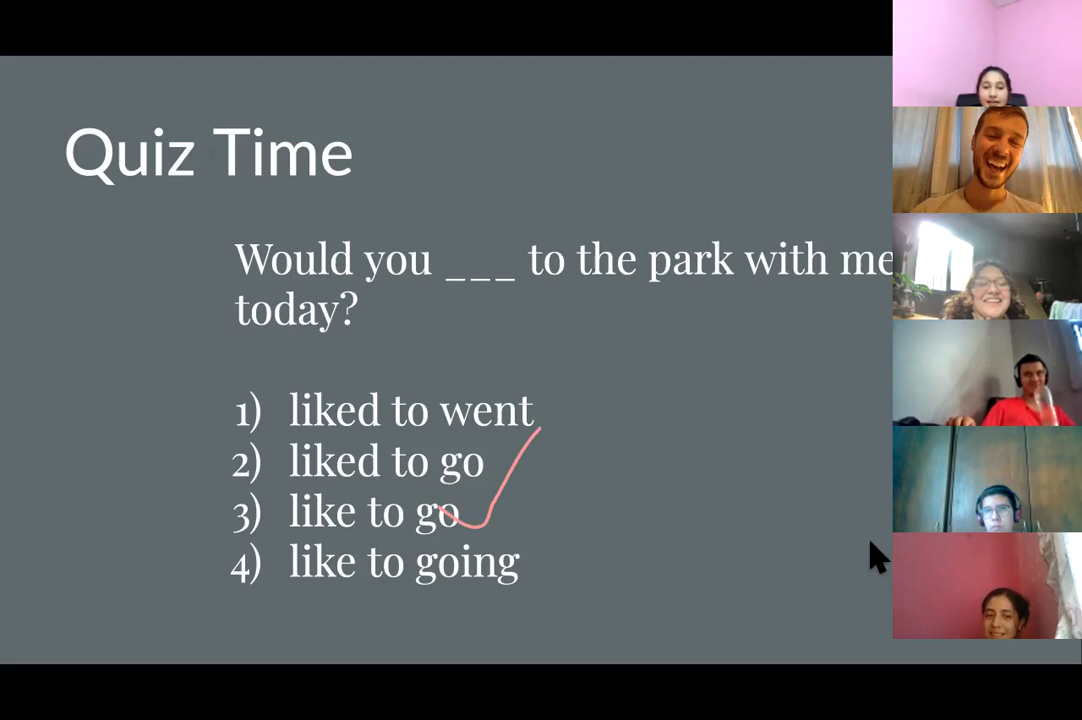 Quiz Time
Would you ___ to the park with me
today?
1) liked to went
2) liked to go
3) like to go
4) like to going